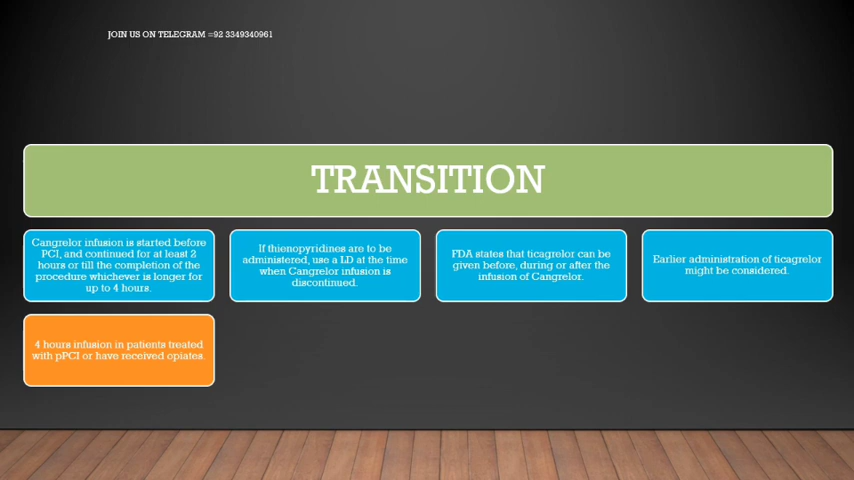 JOIN US ON TELEGRAM =92 3349340961
TRANSITION
Cangrelor infusion is started before
PCI, and continued for at least 2
hours or till the completion of the
procedure whichever is longer for
up to 4 hours.
If thienopyridines are to be
administered, use a LD at the time
when Cangrelor infusion is
discontinued.
FDA states that ticagrelor can be
given before, during or after the
infusion of Cangrelor.
Earlier administration of ticagrelor
might be considered.
4 hours infusion in patients treated
with pPCI or have received opiates.